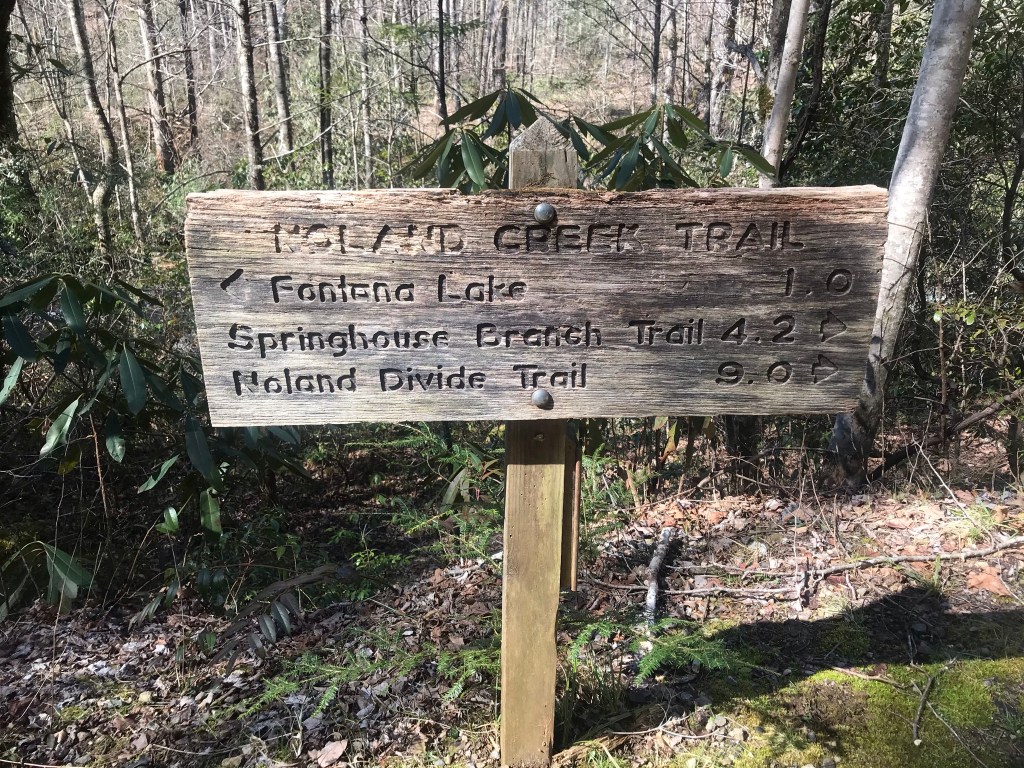 NOLAND CREEK TRAIL
< Fontana Lake 1.0
Springhouse Branch Trail 4.2 >
Noland Divide Trail 9.0 >